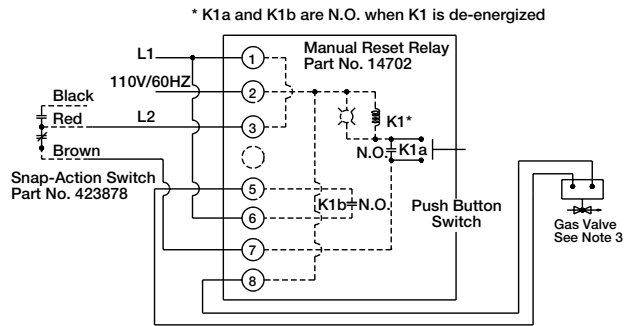 * K1a and K1b are N.O. when K1 is de-energized
L1
110V/60HZ
L2
Black
Red
Brown
Snap-Action Switch
Part No. 423878
1
2
3
5
6
7
8
Manual Reset Relay
Part No. 14702
K1*
N.O.
K1a
K1b
N.O.
Push Button
Switch
Gas Valve
See Note 3